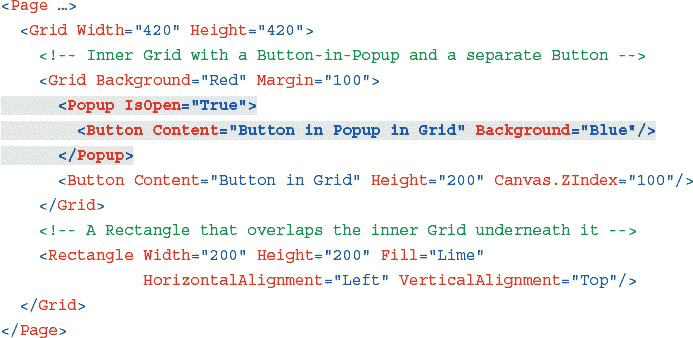 <Page …>
  <Grid Width="420" Height="420">
    <!-- Inner Grid with a Button-in-Popup and a separate Button -->
    <Grid Background="Red" Margin="100">
      <Popup IsOpen="True">
        <Button Content="Button in Popup in Grid" Background="Blue"/>
      </Popup>
      <Button Content="Button in Grid" Height="200" Canvas.ZIndex="100"/>
    </Grid>
    <!-- A Rectangle that overlaps the inner Grid underneath it -->
    <Rectangle Width="200" Height="200" Fill="Lime"
               HorizontalAlignment="Left" VerticalAlignment="Top"/>
  </Grid>
</Page>